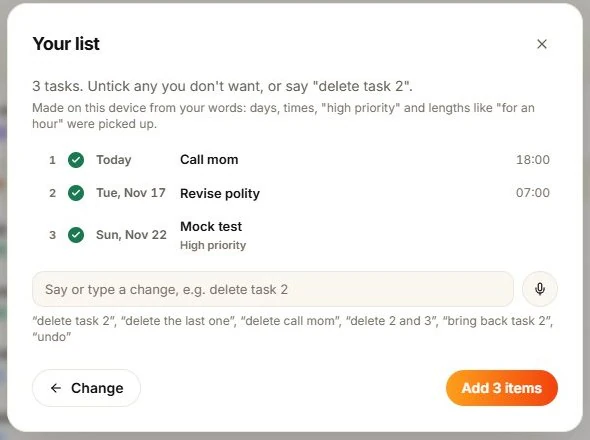 Your list
3 tasks. Untick any you don't want, or say "delete task 2".
Made on this device from your words: days, times, "high priority" and lengths like "for an
hour" were picked up.
1 Today Call mom 18:00
2 Tue, Nov 17 Revise polity 07:00
3 Sun, Nov 22 Mock test
High priority
Say or type a change, e.g. delete task 2
“delete task 2”, “delete the last one”, “delete call mom”, “delete 2 and 3”, “bring back task 2”,
“undo”
← Change Add 3 items